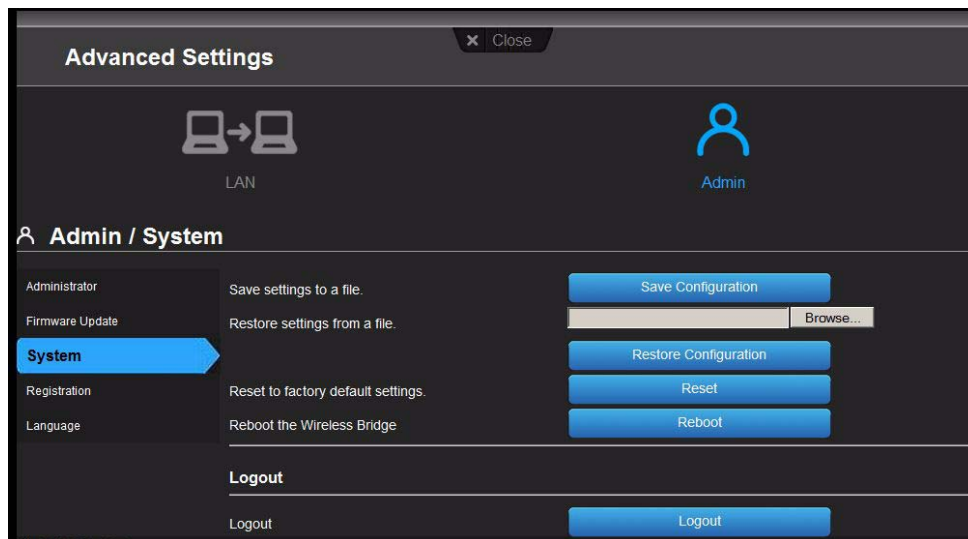 Close
Advanced Settings
LAN
Admin
Admin / System
Administrator
Save settings to a file.
Save Configuration
Firmware Update
Restore settings from a file.
Browse...
System
Restore Configuration
Registration
Reset to factory default settings.
Reset
Language
Reboot the Wireless Bridge
Reboot
Logout
Logout
Logout